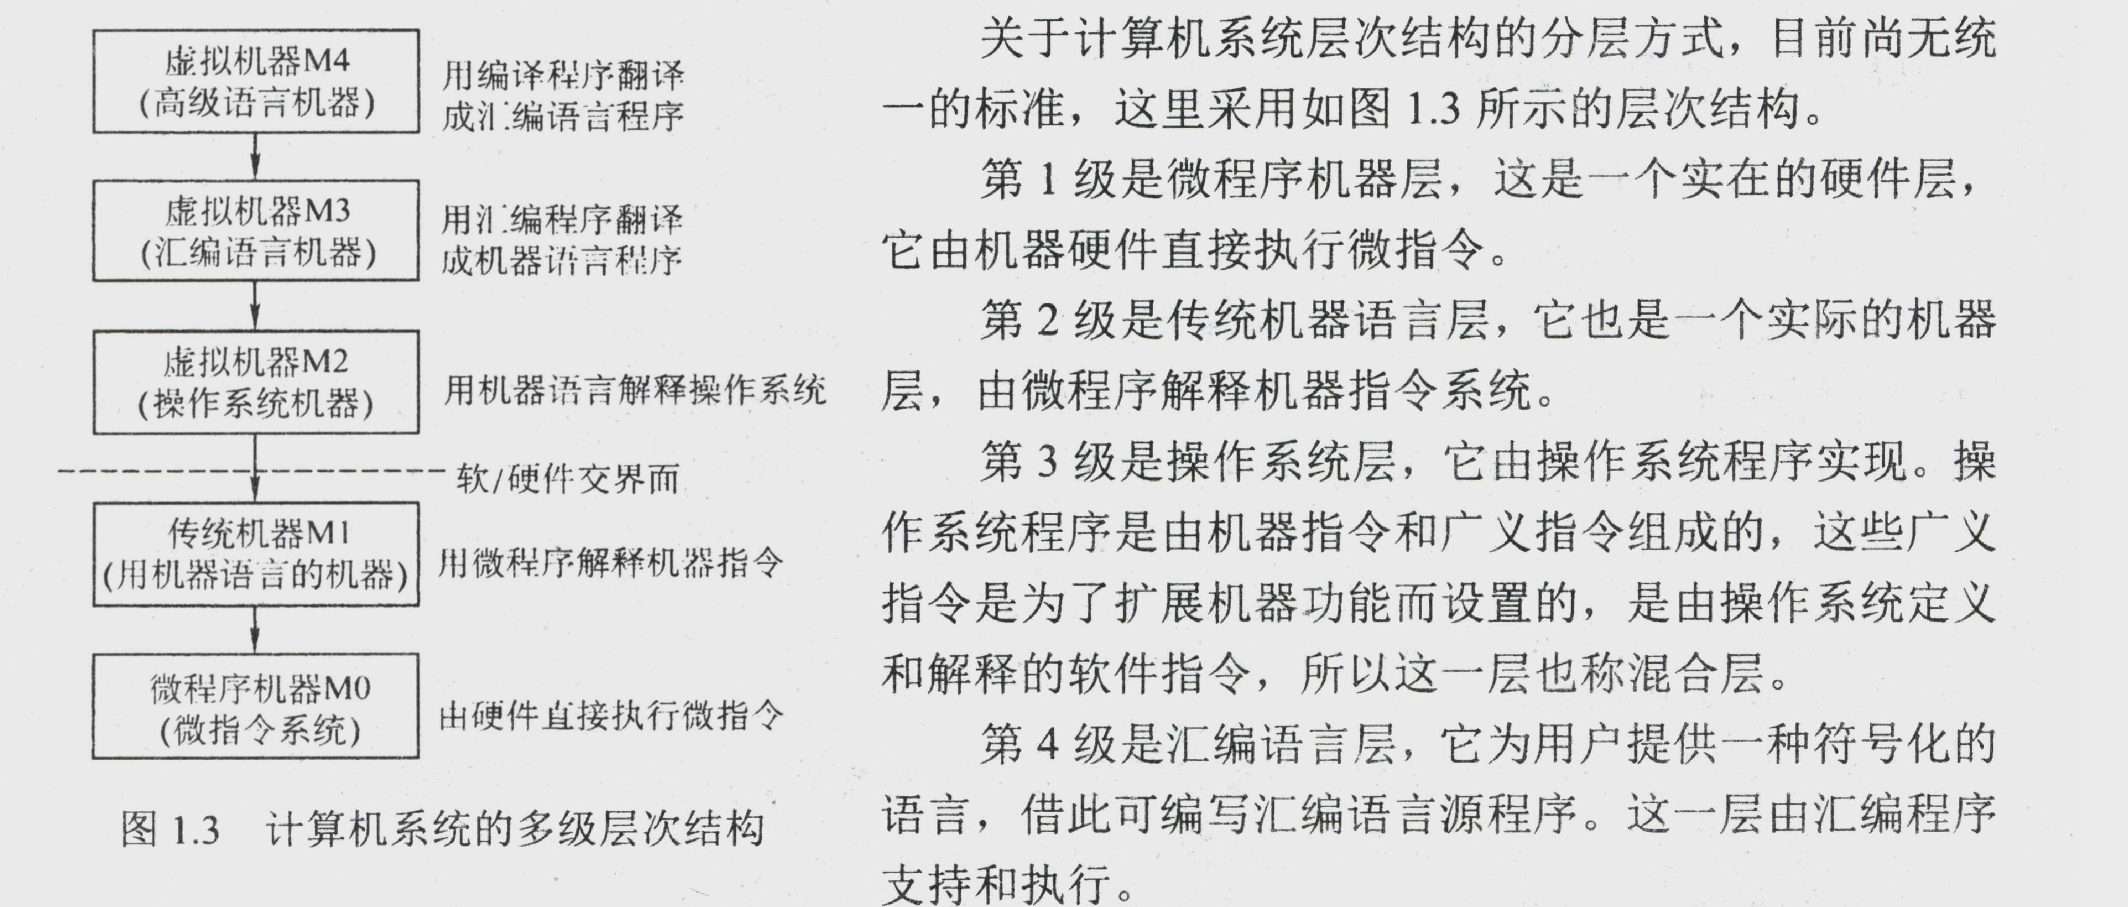 虚拟机器M4
(高级语言机器)
用编译程序翻译
成汇编语言程序
虚拟机器M3
(汇编语言机器)
用汇编程序翻译
成机器语言程序
虚拟机器M2
(操作系统机器)
用机器语言解释操作系统
软/硬件交界面
传统机器M1
(用机器语言的机器)
用微程序解释机器指令
微程序机器M0
(微指令系统)
由硬件直接执行微指令
图 1.3 计算机系统的多级层次结构
关于计算机系统层次结构的分层方式，目前尚无统
一的标准，这里采用如图 1.3 所示的层次结构。
第 1 级是微程序机器层，这是一个实在的硬件层，
它由机器硬件直接执行微指令。
第 2 级是传统机器语言层，它也是一个实际的机器
层，由微程序解释机器指令系统。
第 3 级是操作系统层，它由操作系统程序实现。操
作系统程序是由机器指令和广义指令组成的，这些广义
指令是为了扩展机器功能而设置的，是由操作系统定义
和解释的软件指令，所以这一层也称混合层。
第 4 级是汇编语言层，它为用户提供一种符号化的
语言，借此可编写汇编语言源程序。这一层由汇编程序
支持和执行。